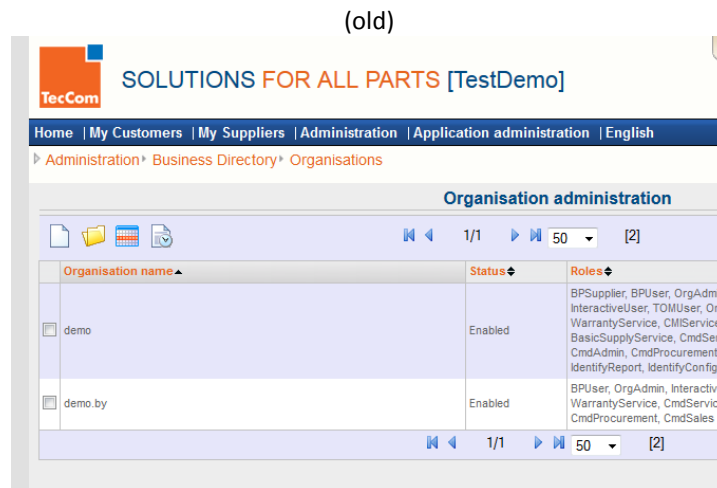 (old)
TecCom
SOLUTIONS FOR ALL PARTS [TestDemo]
Home | My Customers | My Suppliers | Administration | Application administration | English
Administration Business Directory Organisations
Organisation administration
1/1 50 [2]
Organisation name Status Roles
BPSupplier, BPUser, OrgAdm
InteractiveUser, TOMUser, Or
demo Enabled WarrantyService, CMIService
BasicSupplyService, CmdSer
CmdAdmin, CmdProcurement
IdentifyReport, IdentifyConfig
BPUser, OrgAdmin, Interactiv
demo.by Enabled WarrantyService, CmdServic
CmdProcurement, CmdSales
1/1 50 [2]